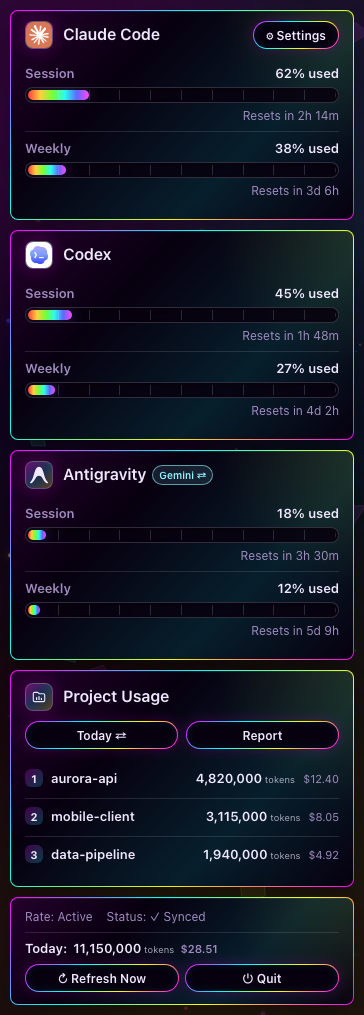 Claude Code
⚙ Settings
Session 62% used
Resets in 2h 14m
Weekly 38% used
Resets in 3d 6h
Codex
Session 45% used
Resets in 1h 48m
Weekly 27% used
Resets in 4d 2h
Antigravity Gemini ⇄
Session 18% used
Resets in 3h 30m
Weekly 12% used
Resets in 5d 9h
Project Usage
Today ⇄ Report
1 aurora-api 4,820,000 tokens $12.40
2 mobile-client 3,115,000 tokens $8.05
3 data-pipeline 1,940,000 tokens $4.92
Rate: Active Status: ✓ Synced
Today: 11,150,000 tokens $28.51
↻ Refresh Now ⏻ Quit